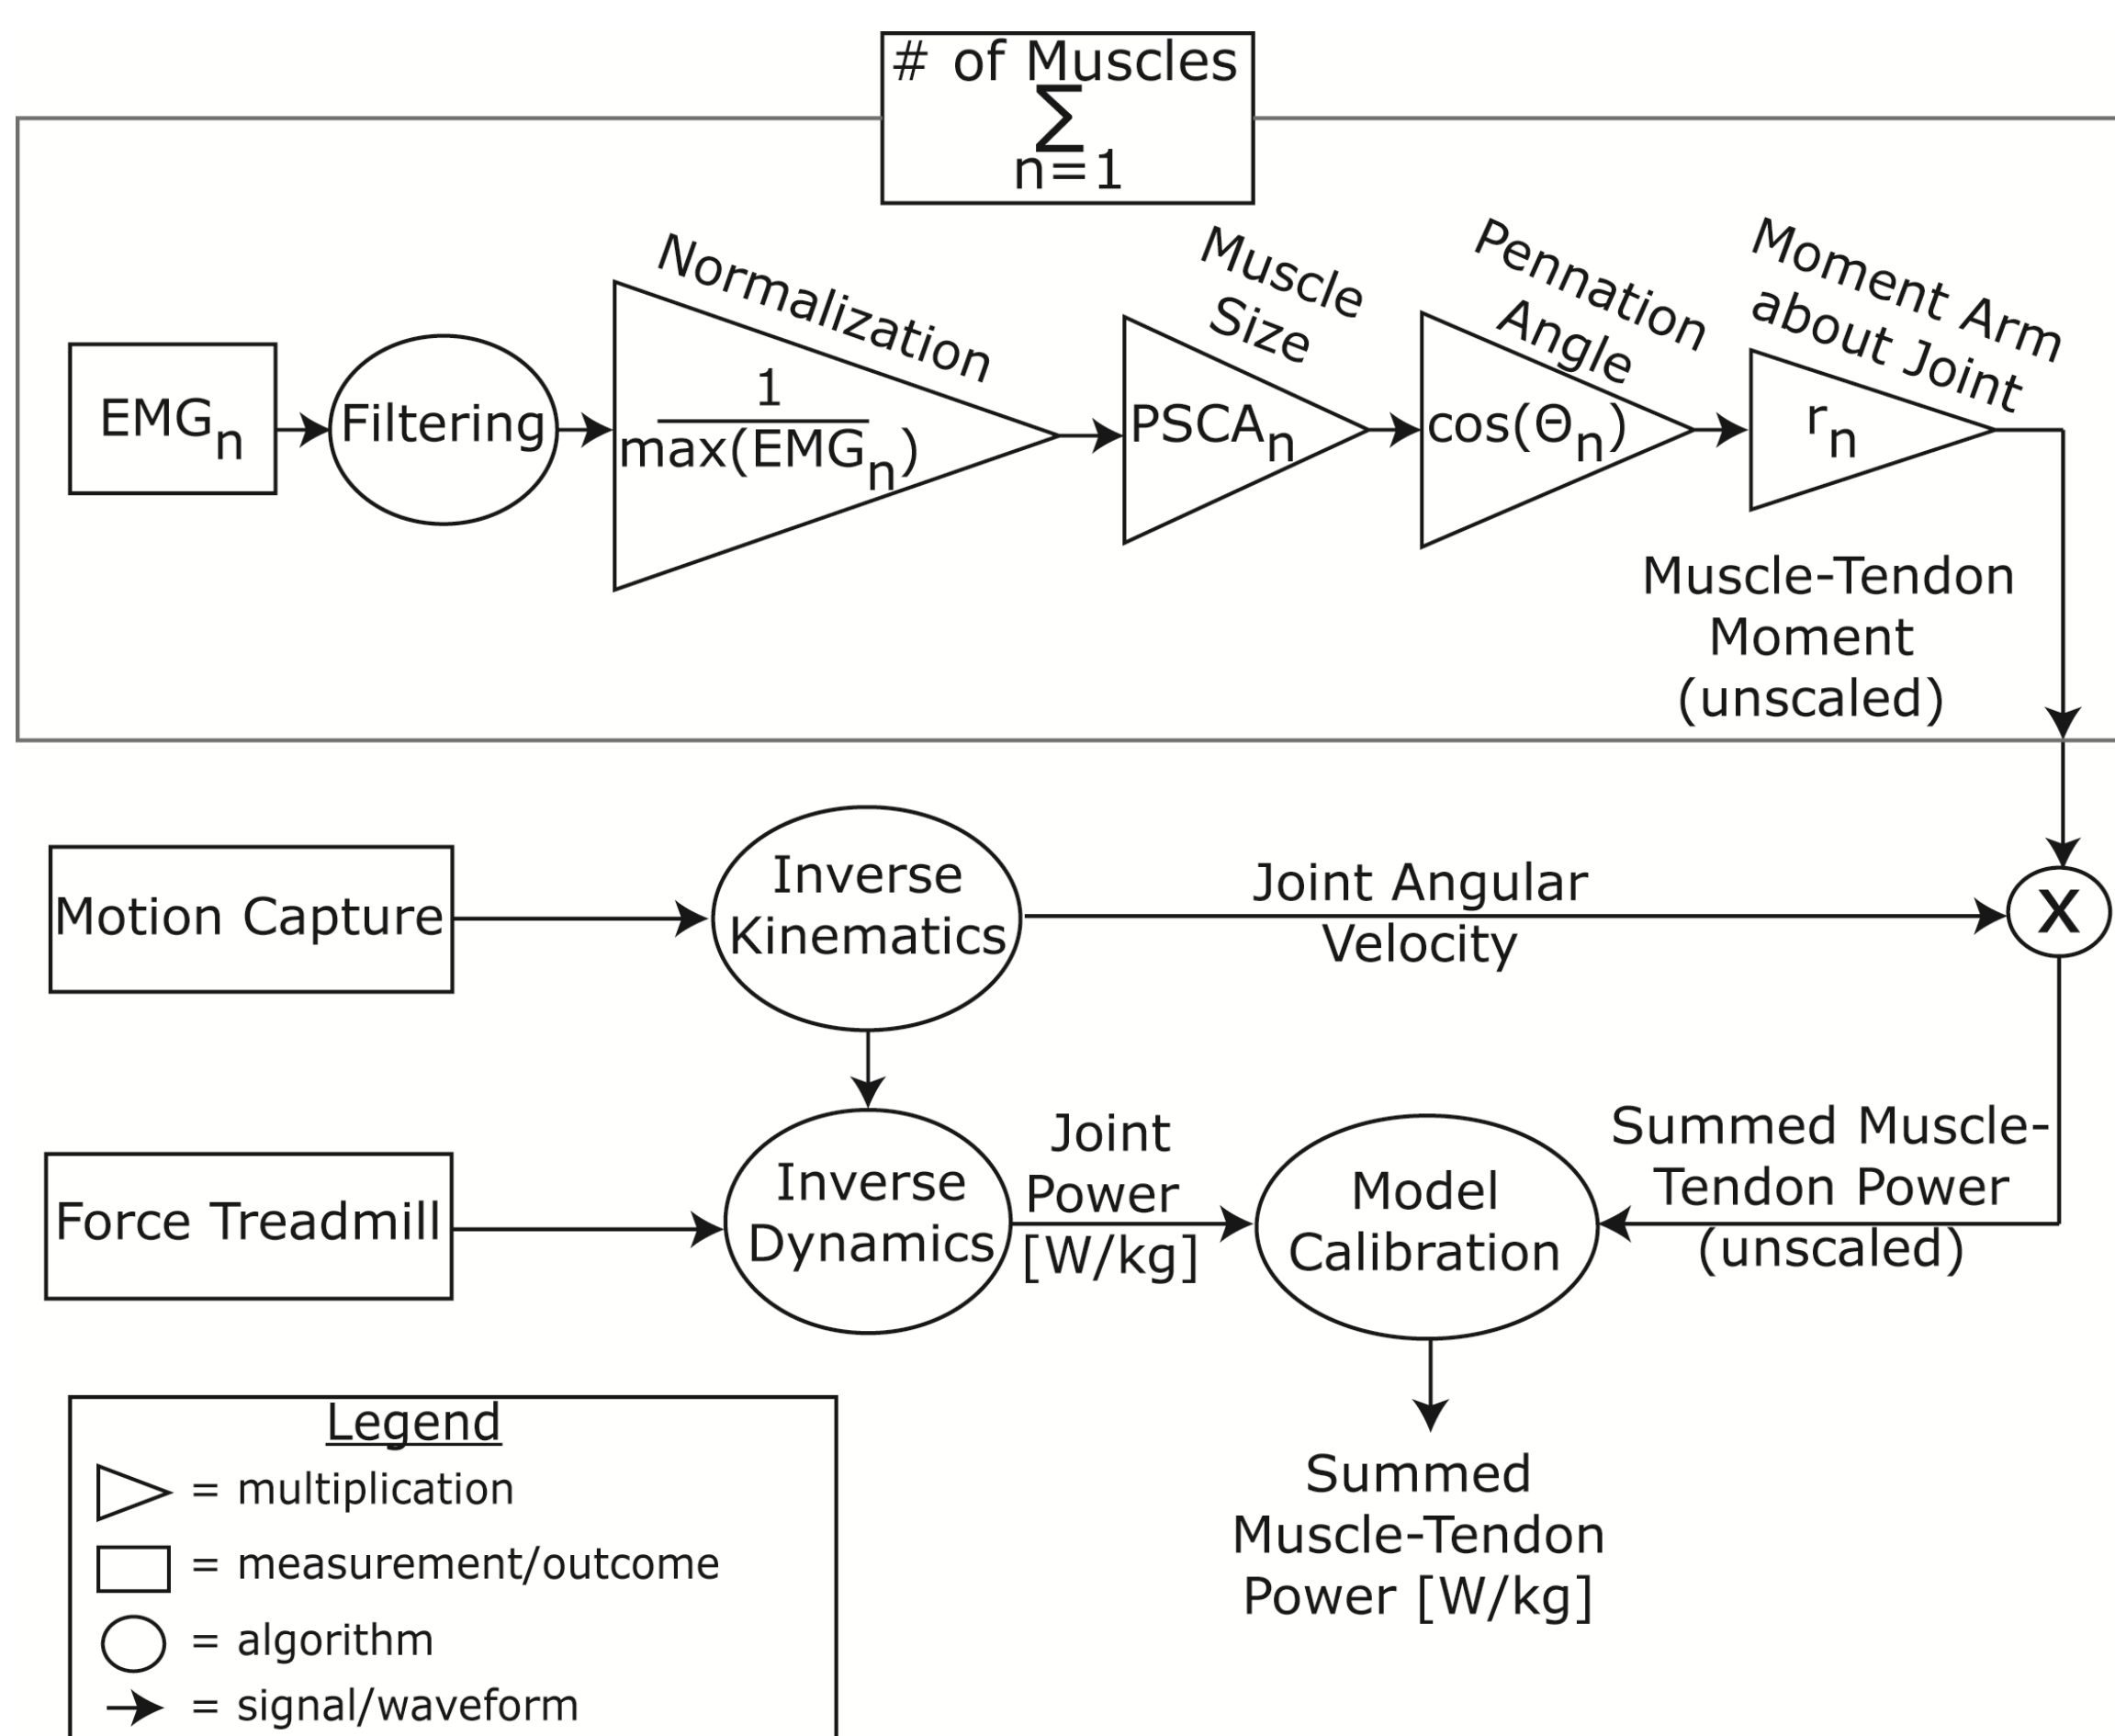 # of Muscles
∑
n=1
Normalization
Muscle
Size
Pennation
Angle
Moment Arm
about Joint
EMGn
Filtering
1
max(EMGn)
PSCAn
cos(Θn)
rn
Muscle-Tendon
Moment
(unscaled)
Motion Capture
Inverse
Kinematics
Joint Angular
Velocity
X
Force Treadmill
Inverse
Dynamics
Joint
Power
[W/kg]
Model
Calibration
Summed Muscle-
Tendon Power
(unscaled)
Summed
Muscle-Tendon
Power [W/kg]
Legend
= multiplication
= measurement/outcome
= algorithm
= signal/waveform